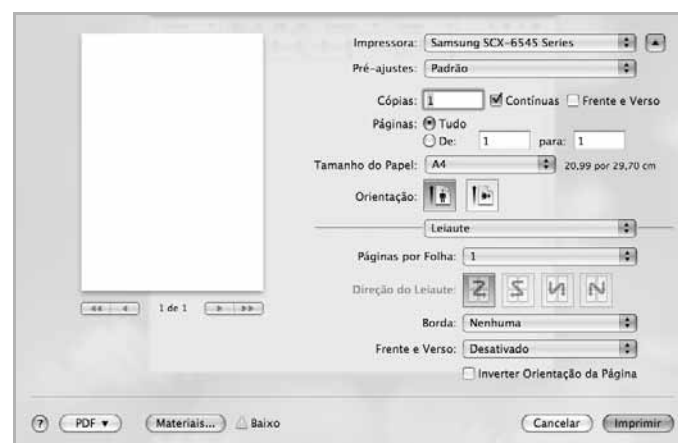 Impressora: Samsung SCX-6545 Series
Pré-ajustes: Padrão
Cópias: 1 Contínuas Frente e Verso
Páginas: Tudo
De: 1 para: 1
Tamanho do Papel: A4 20,99 por 29,70 cm
Orientação:
Leiaute
Páginas por Folha: 1
Direção do Leiaute:
1 de 1
Borda: Nenhuma
Frente e Verso: Desativado
Inverter Orientação da Página
? PDF Materiais... Baixo Cancelar Imprimir